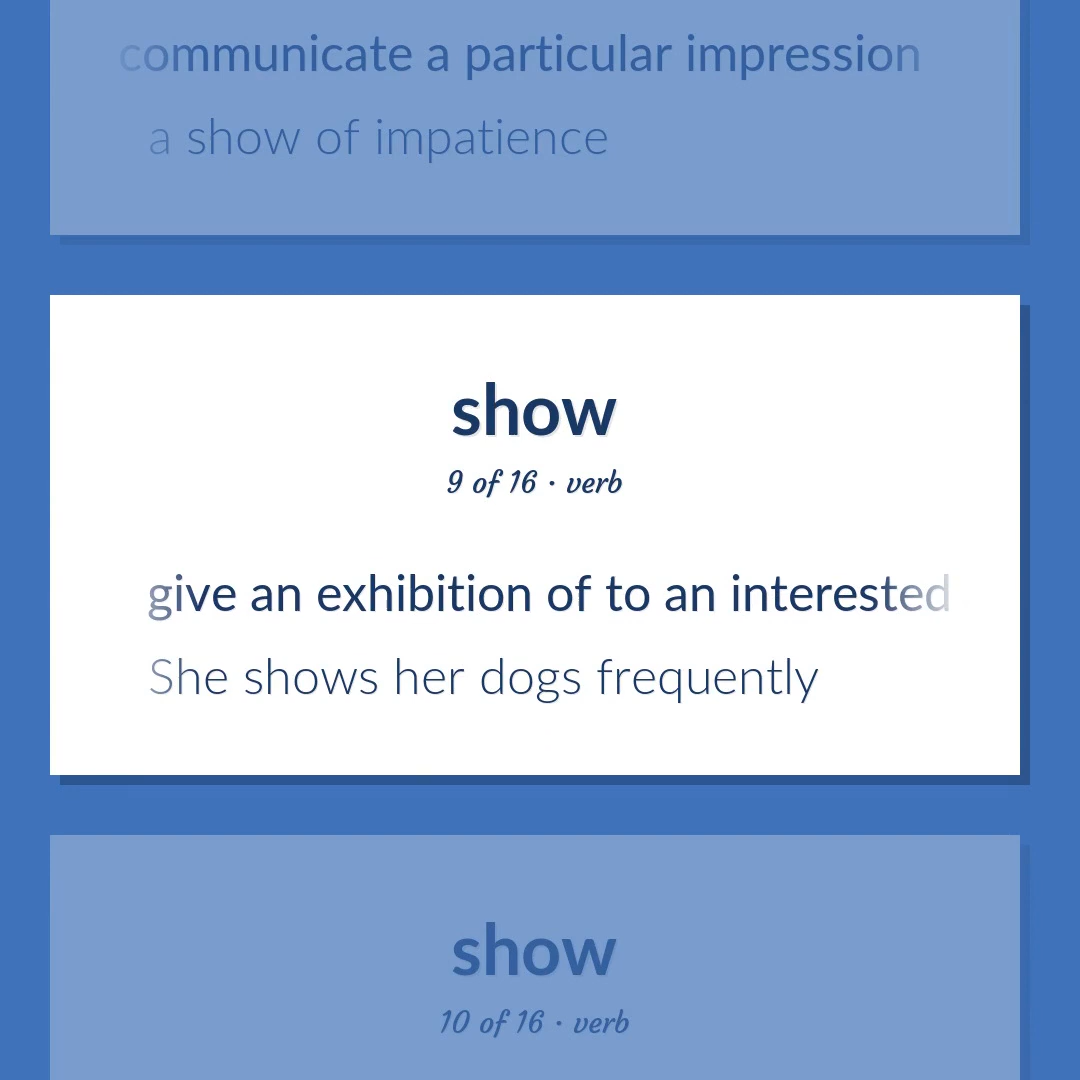 communicate a particular impression
a show of impatience
show
9 of 16 · verb
give an exhibition of to an interested
She shows her dogs frequently
show
10 of 16 · verb